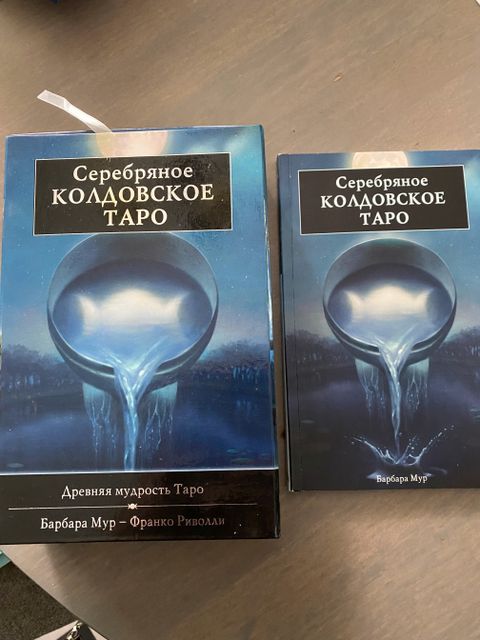 Серебряное
КОЛДОВСКОЕ
ТАРО
Древняя мудрость Таро
Барбара Мур – Франко Риволли
Серебряное
КОЛДОВСКОЕ
ТАРО
Барбара Мур